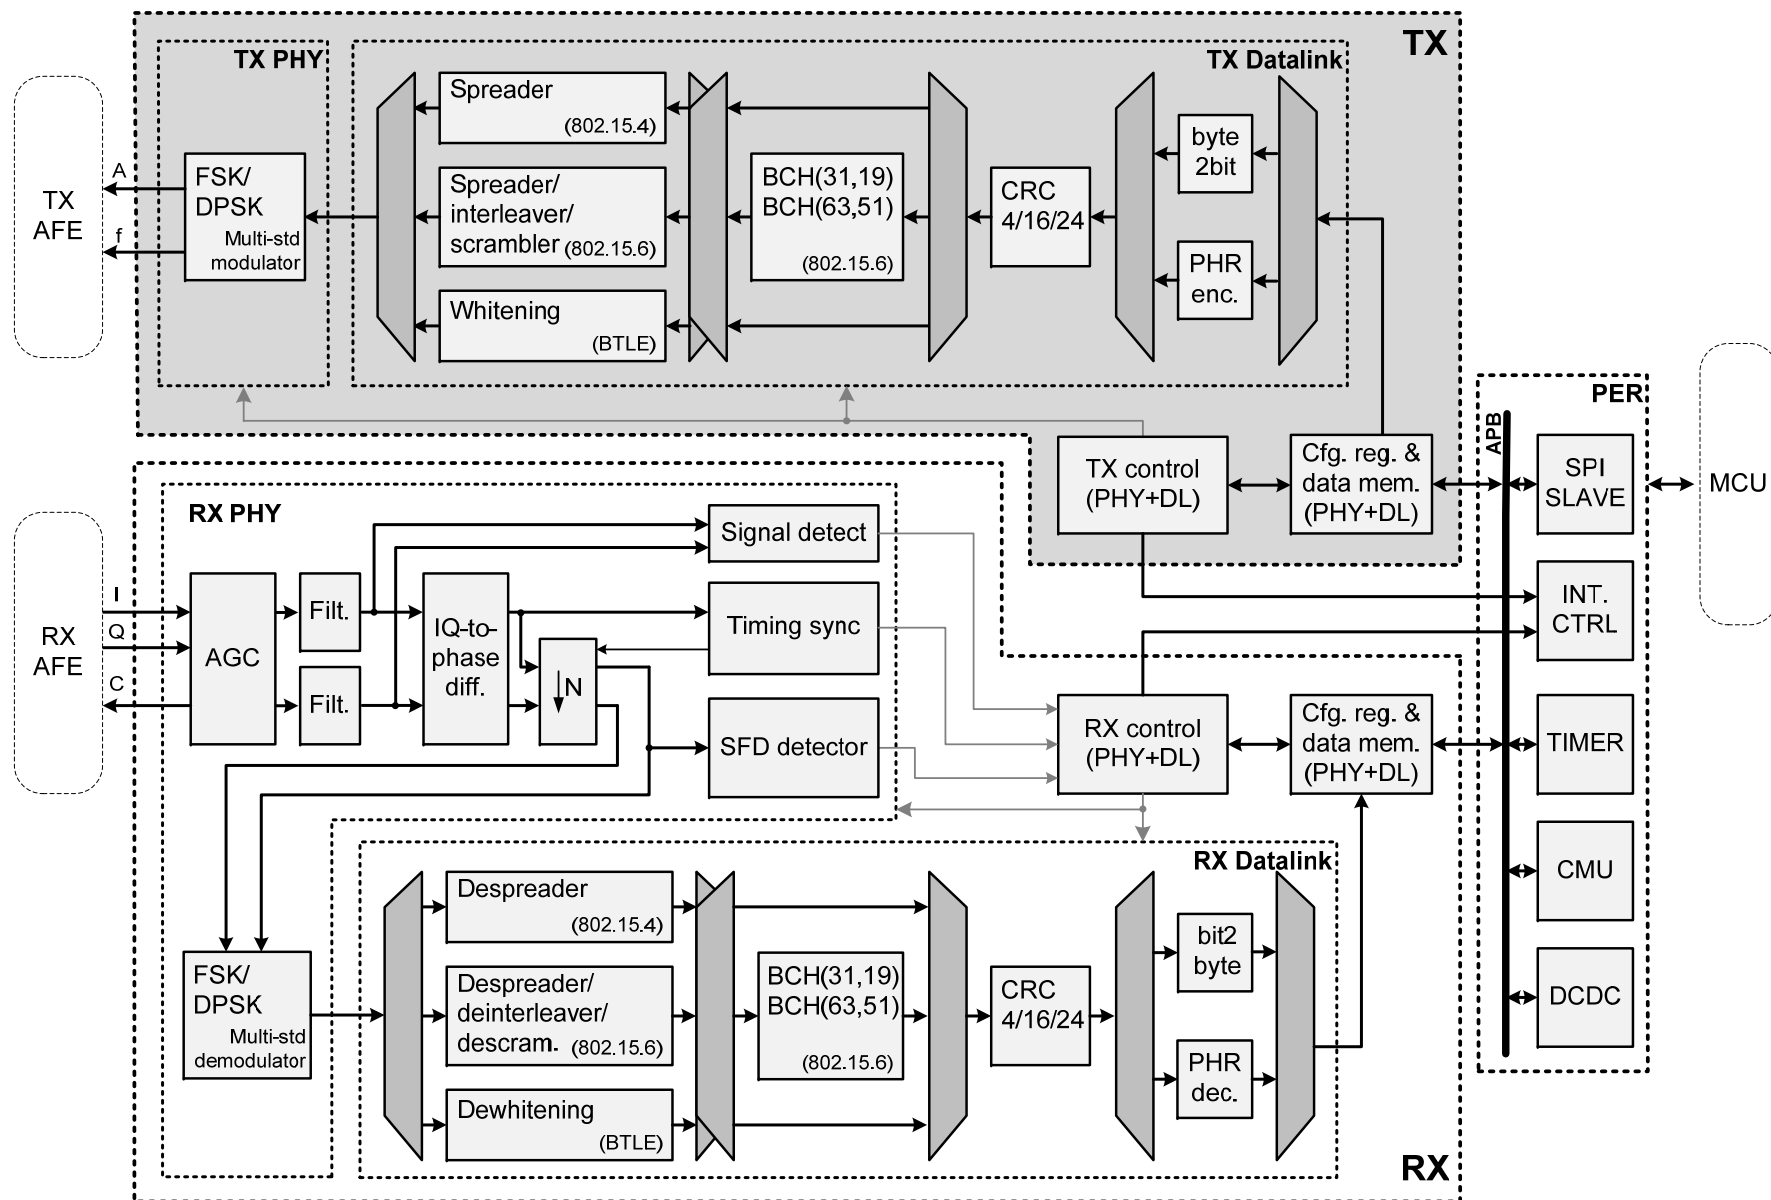 TX
TX PHY
TX Datalink
TX
AFE
A
f
FSK/
DPSK
Multi-std
modulator
Spreader
(802.15.4)
Spreader/
interleaver/
scrambler (802.15.6)
Whitening
(BTLE)
BCH(31,19)
BCH(63,51)
(802.15.6)
CRC
4/16/24
byte
2bit
PHR
enc.
TX control
(PHY+DL)
Cfg. reg. &
data mem.
(PHY+DL)
PER
APB
SPI
SLAVE
INT.
CTRL
TIMER
CMU
DCDC
MCU
RX PHY
RX
AFE
I
Q
C
AGC
Filt.
Filt.
IQ-to-
phase
diff.
N
Signal detect
Timing sync
SFD detector
RX control
(PHY+DL)
Cfg. reg. &
data mem.
(PHY+DL)
RX Datalink
FSK/
DPSK
Multi-std
demodulator
Despreader
(802.15.4)
Despreader/
deinterleaver/
descram. (802.15.6)
Dewhitening
(BTLE)
BCH(31,19)
BCH(63,51)
(802.15.6)
CRC
4/16/24
bit2
byte
PHR
dec.
RX